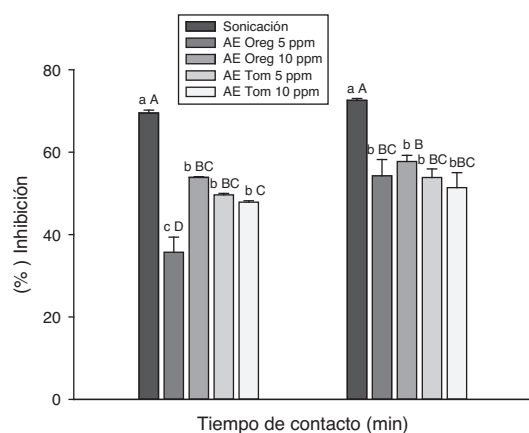 Sonicación
AE Oreg 5 ppm
AE Oreg 10 ppm
AE Tom 5 ppm
AE Tom 10 ppm
80
60
40
20
0
(% ) Inhibición
a A
c D
b BC
b BC
b C
a A
b BC
b B
b BC
bBC
Tiempo de contacto (min)